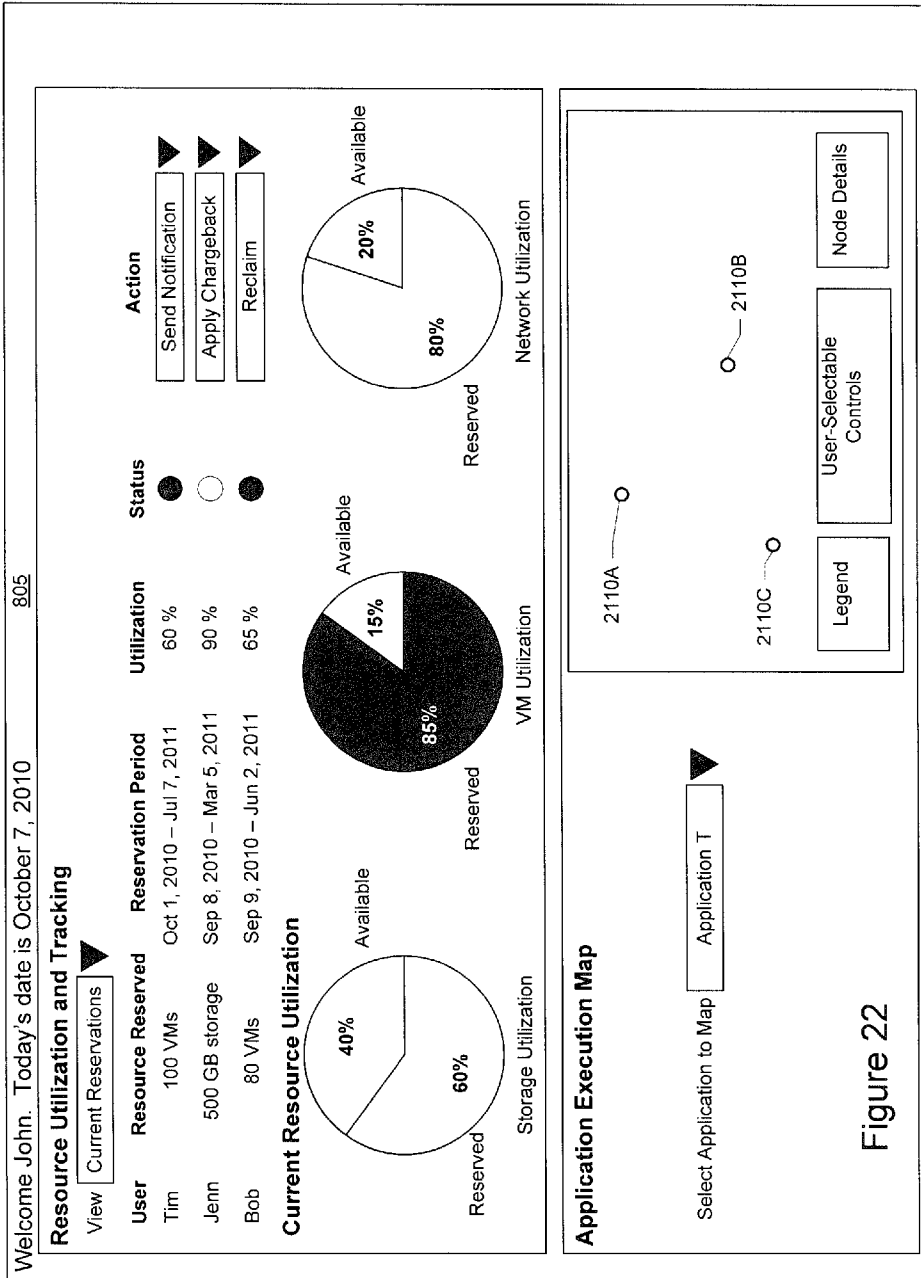 Welcome John. Today's date is October 7, 2010
805
Resource Utilization and Tracking
View Current Reservations
User Resource Reserved Reservation Period Utilization Status Action
Tim 100 VMs Oct 1, 2010 – Jul 7, 2011 60 % Send Notification
Jenn 500 GB storage Sep 8, 2010 – Mar 5, 2011 90 % Apply Chargeback
Bob 80 VMs Sep 9, 2010 – Jun 2, 2011 65 % Reclaim
Current Resource Utilization
Available
40%
60%
Reserved
Storage Utilization
Available
15%
85%
Reserved
VM Utilization
Available
20%
80%
Reserved
Network Utilization
Application Execution Map
Select Application to Map Application T
2110A
2110B
2110C
Legend
User-Selectable
Controls
Node Details
Figure 22